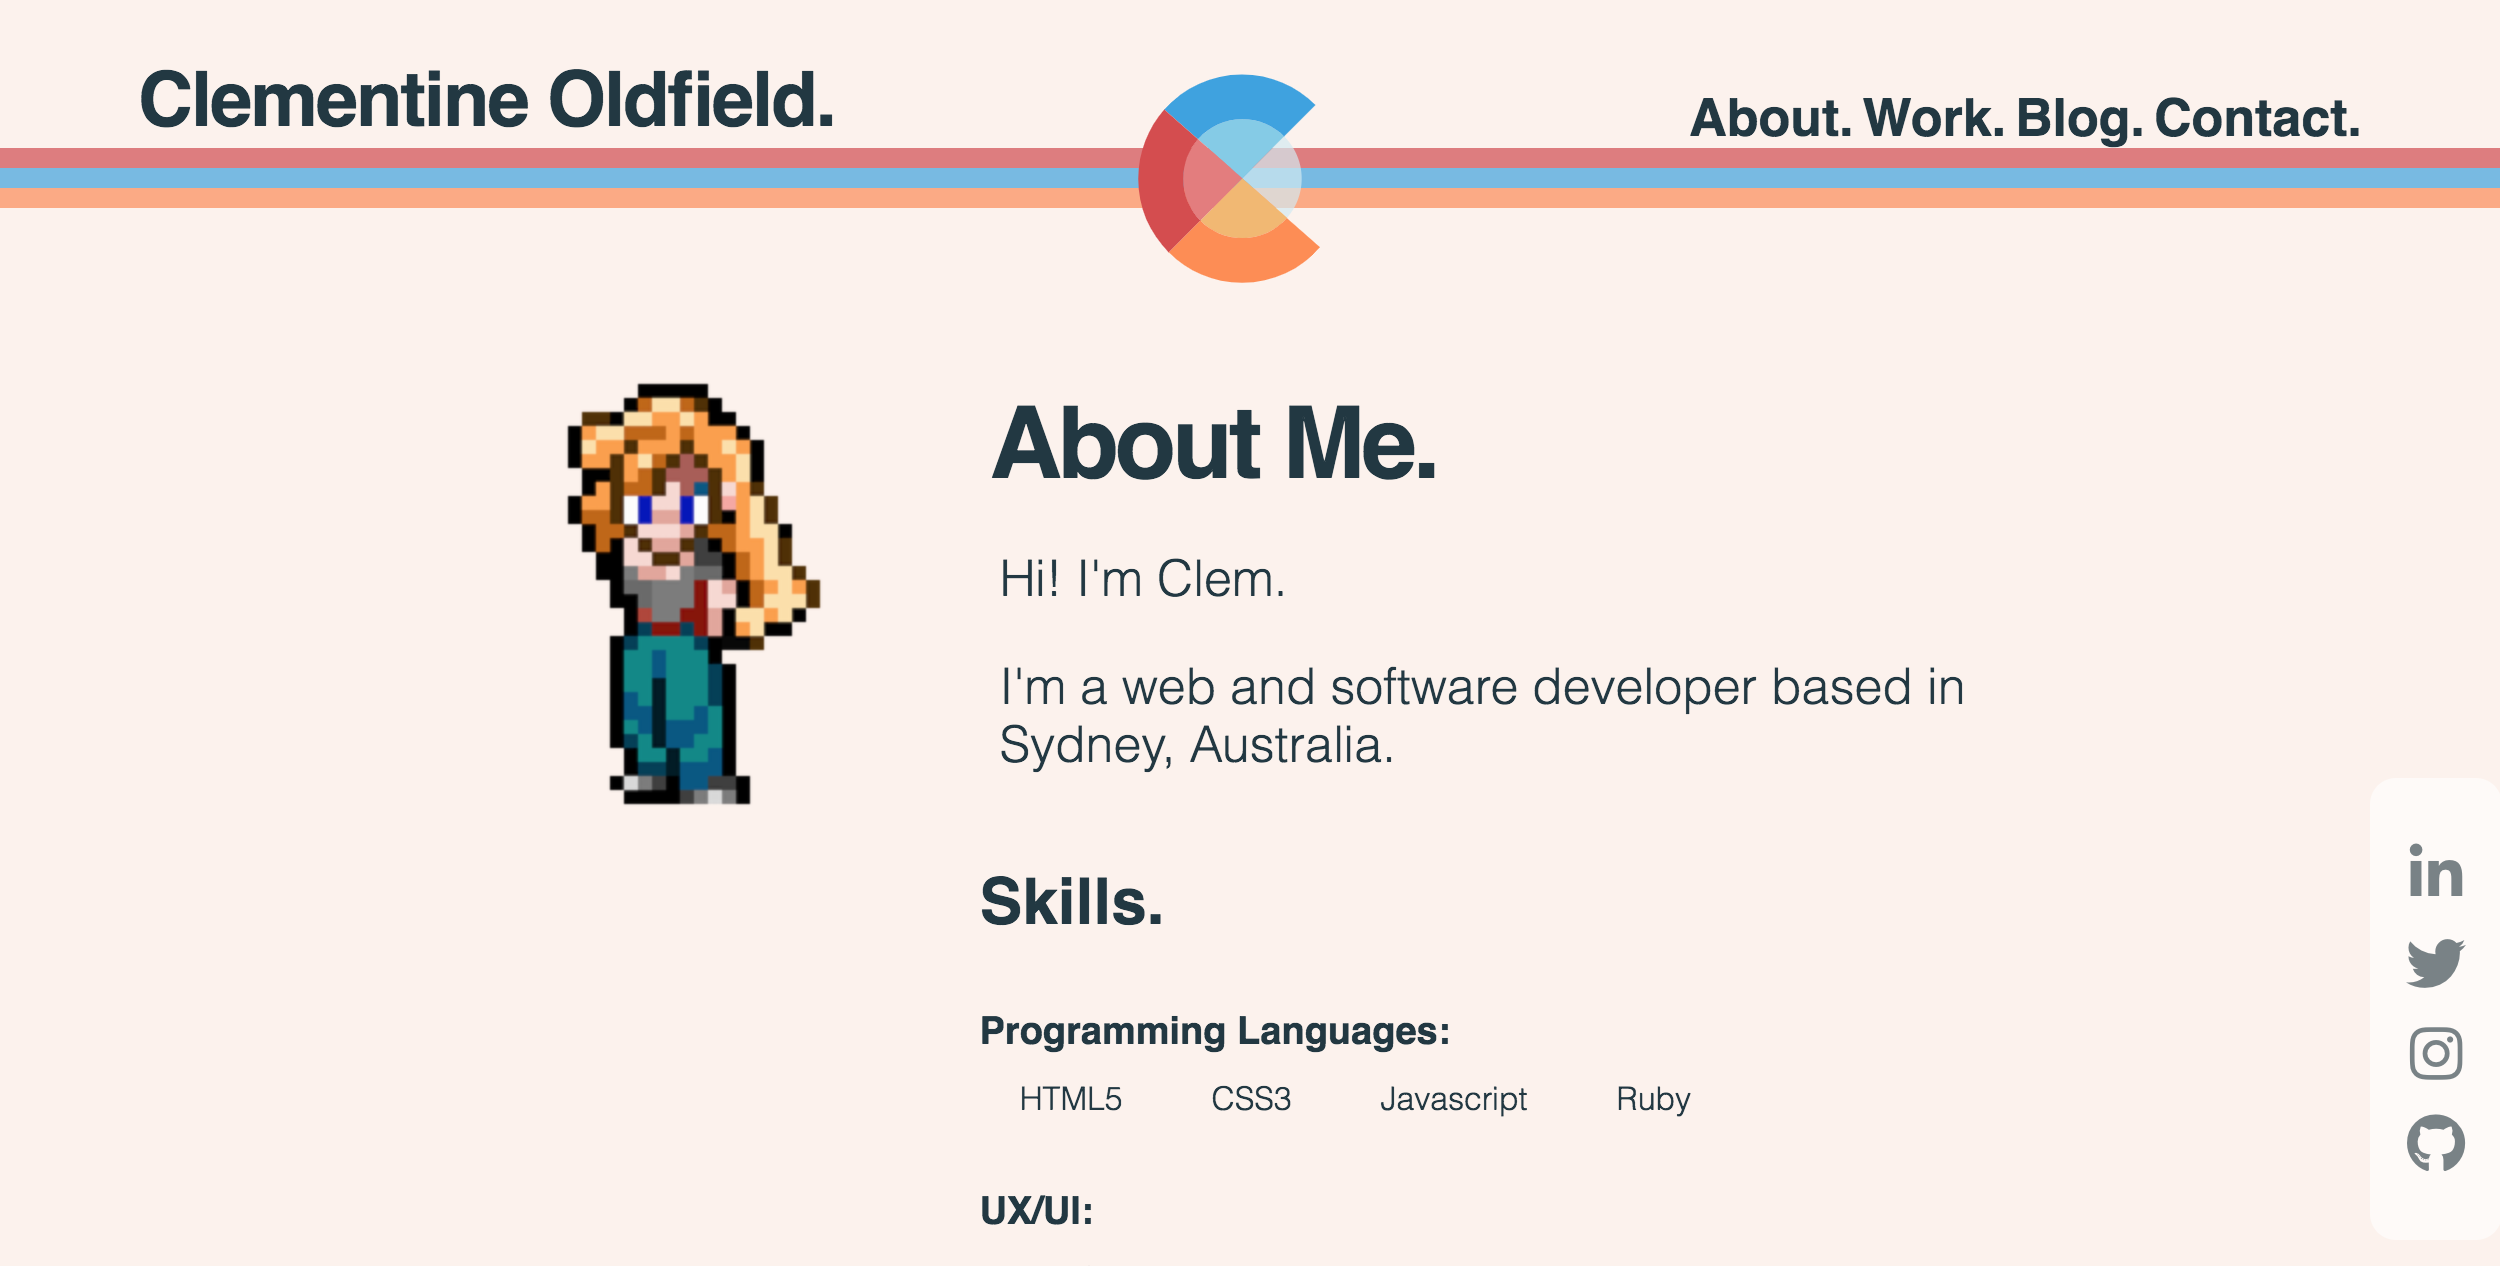 Clementine Oldfield.
About. Work. Blog. Contact.
About Me.
Hi! I'm Clem.
I'm a web and software developer based in
Sydney, Australia.
Skills.
Programming Languages:
HTML5 CSS3 Javascript Ruby
UX/UI:
in